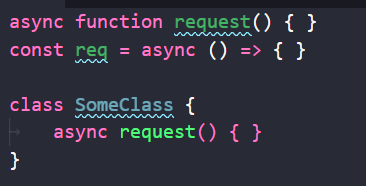 async function request() { }
const req = async () => { }
class SomeClass {
async request() { }
}